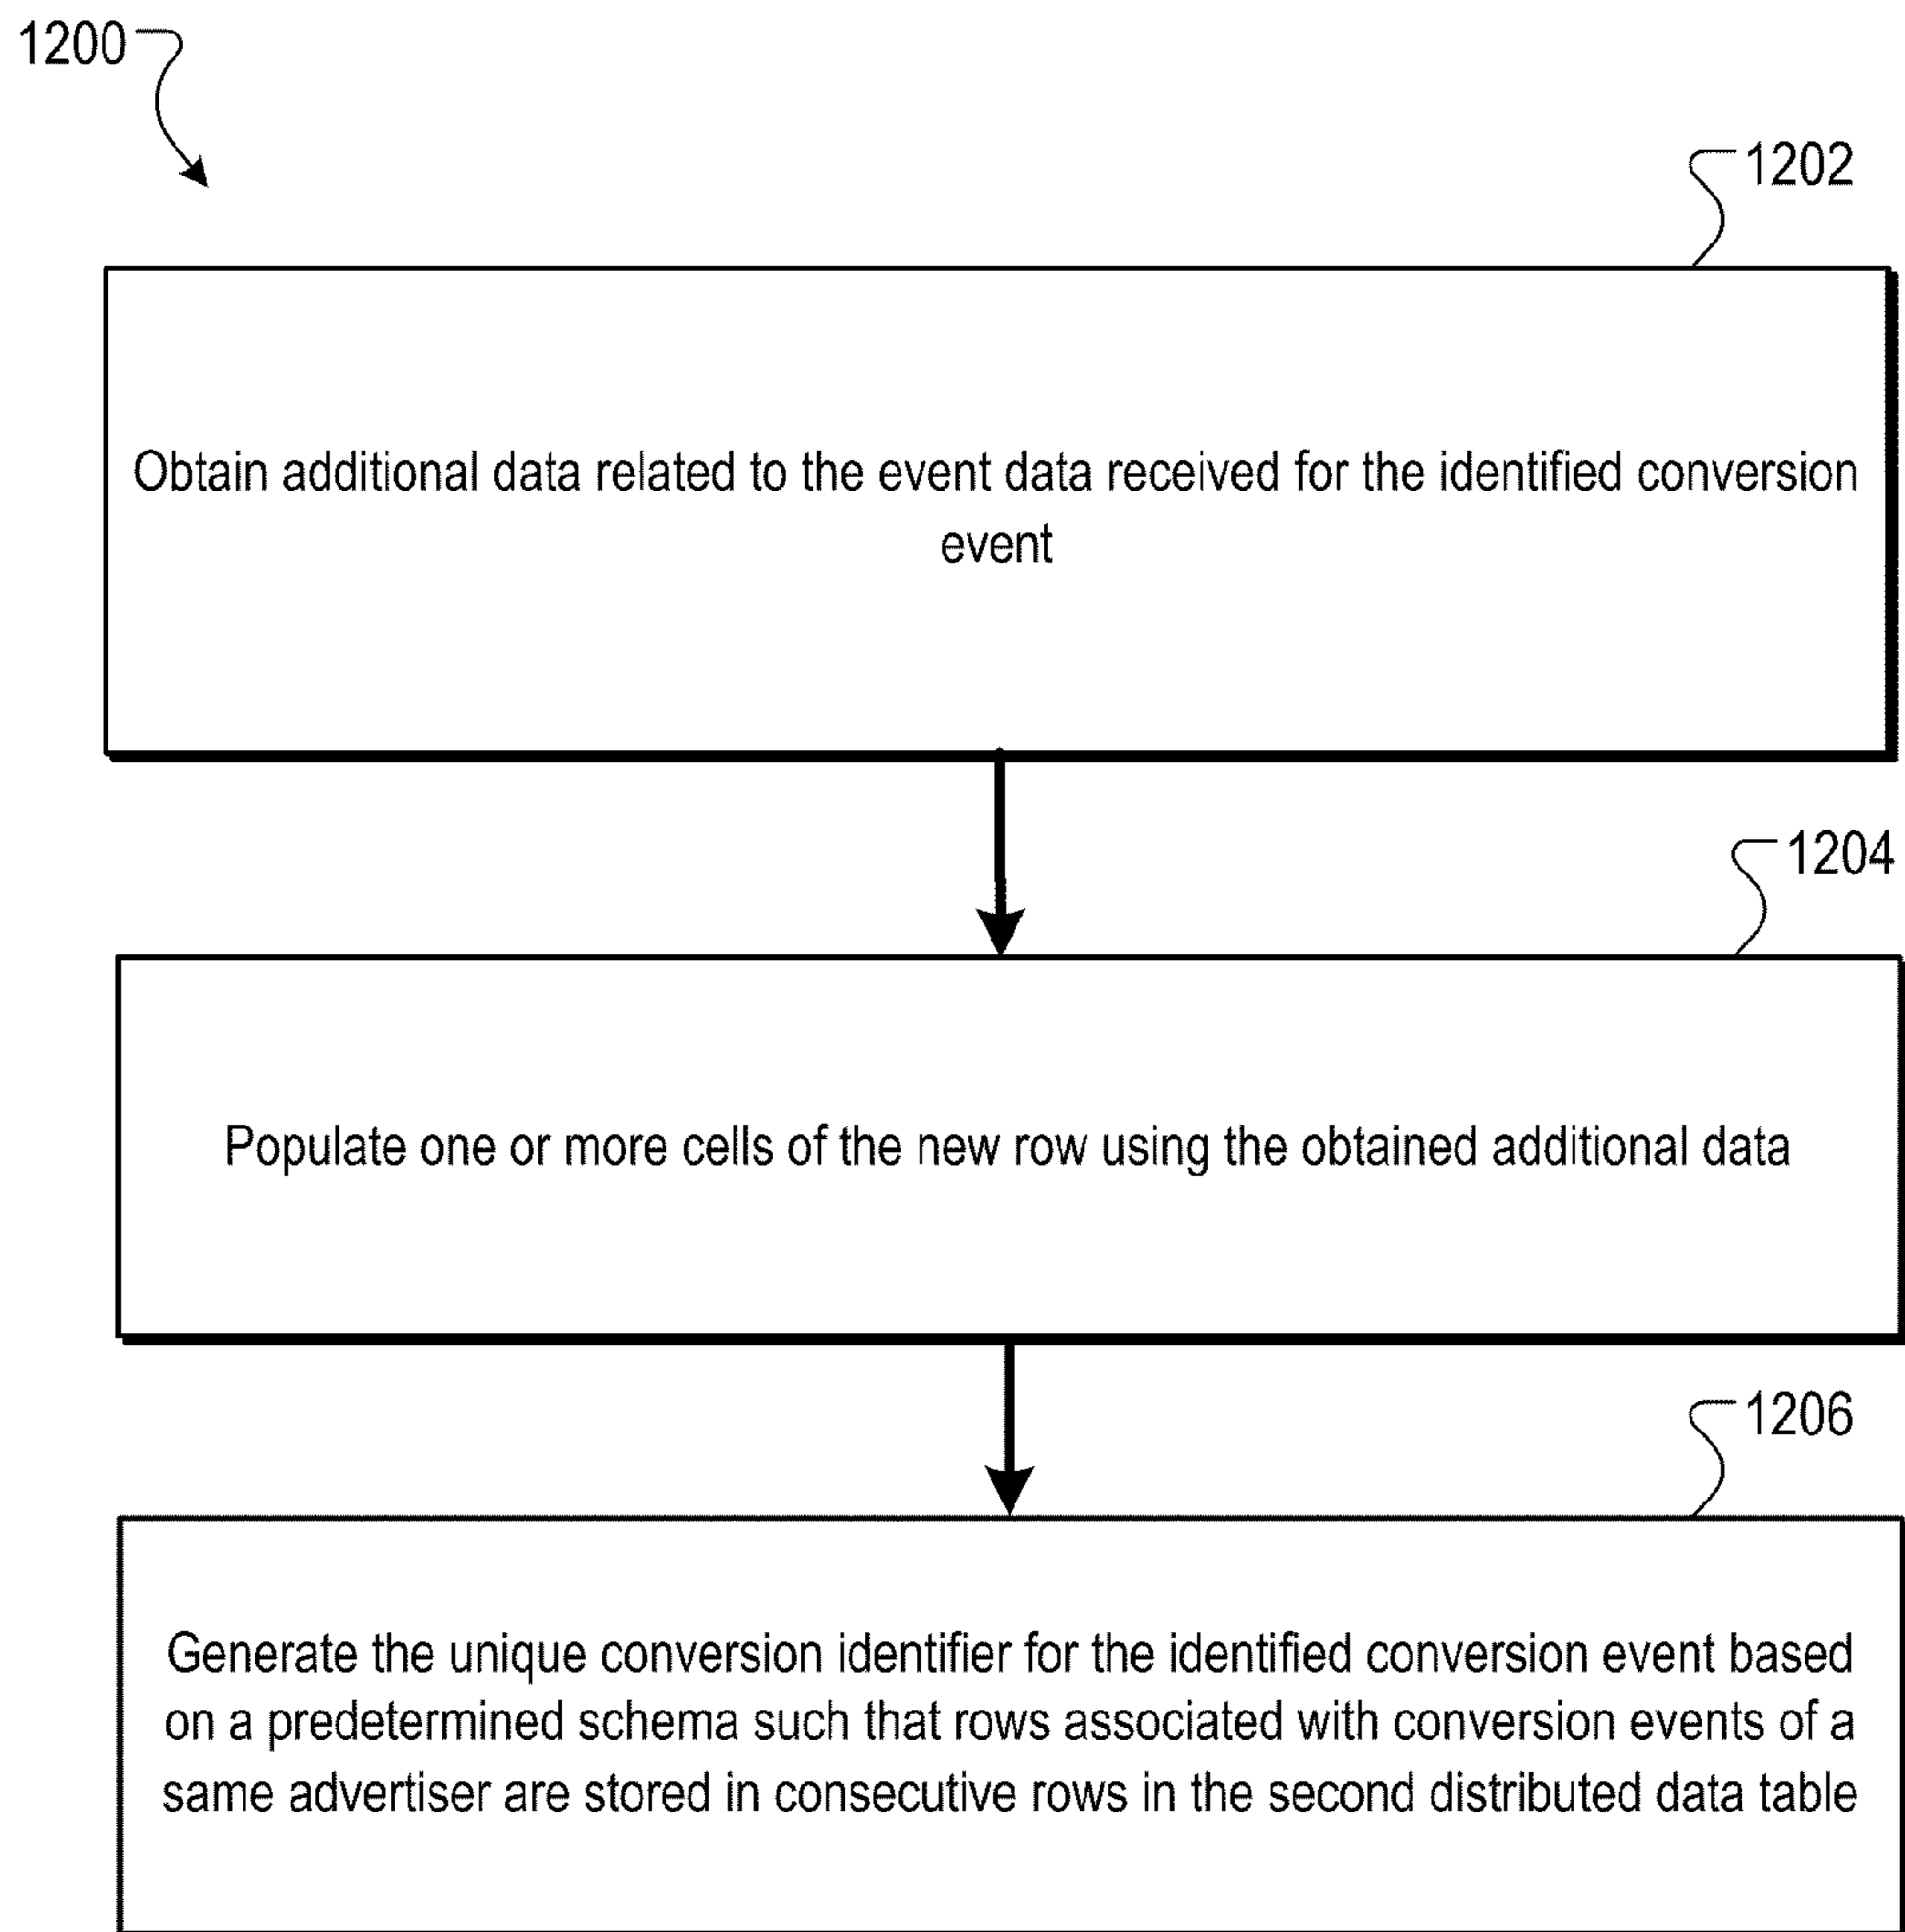 1200
1202
Obtain additional data related to the event data received for the identified conversion
event
1204
Populate one or more cells of the new row using the obtained additional data
1206
Generate the unique conversion identifier for the identified conversion event based
on a predetermined schema such that rows associated with conversion events of a
same advertiser are stored in consecutive rows in the second distributed data table